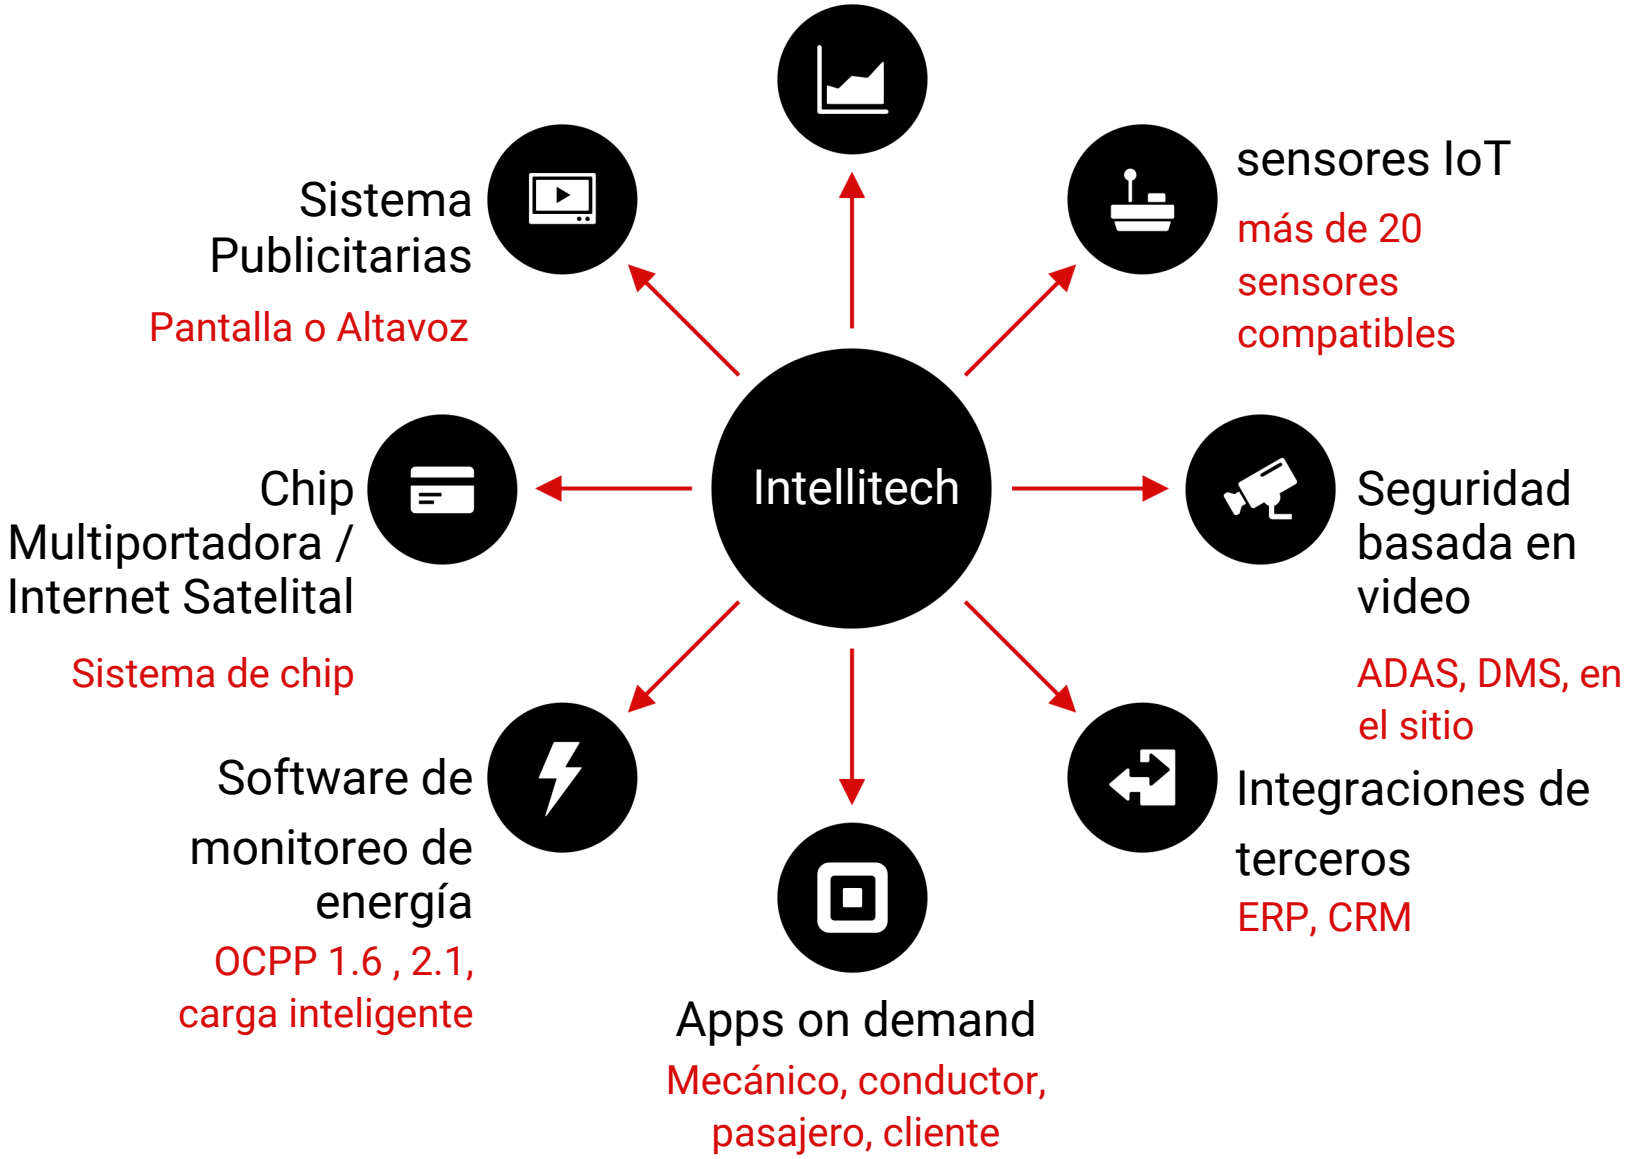 sensores IoT
más de 20
sensores
compatibles
Sistema
Publicitarias
Pantalla o Altavoz
Intellitech
Chip
Multiportadora /
Internet Satelital
Sistema de chip
Seguridad
basada en
video
ADAS, DMS, en
el sitio
Software de
monitoreo de
energía
OCPP 1.6 , 2.1,
carga inteligente
Integraciones de
terceros
ERP, CRM
Apps on demand
Mecánico, conductor,
pasajero, cliente